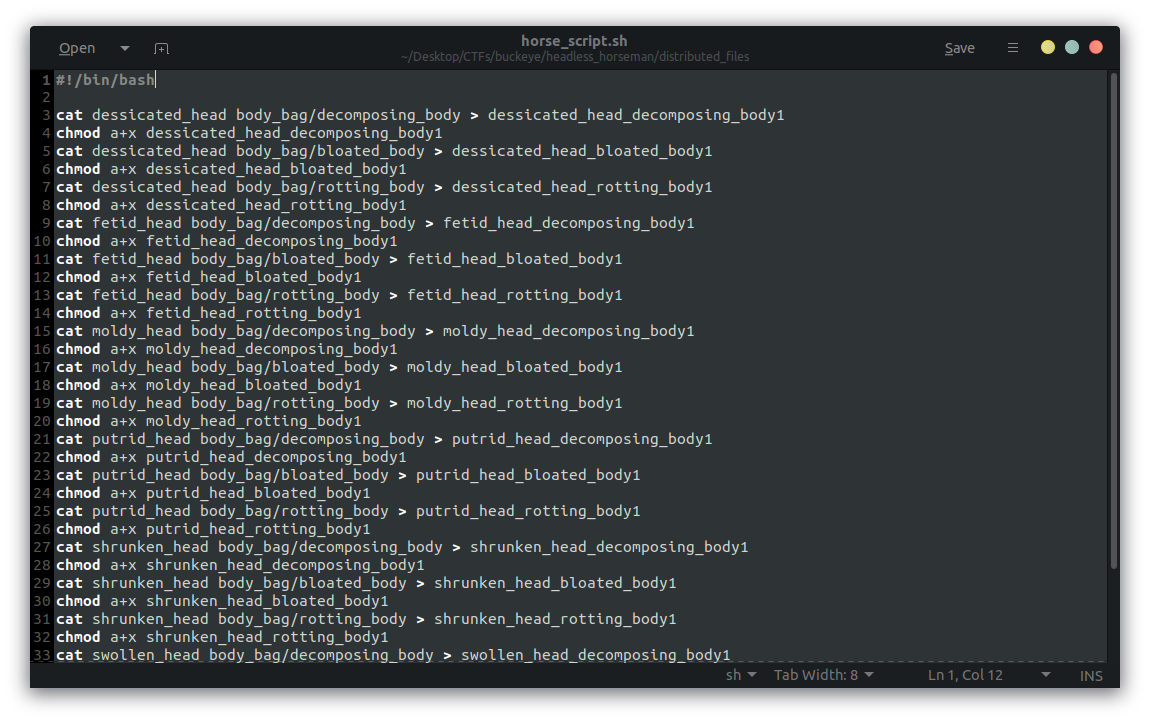 Open
horse_script.sh
~/Desktop/CTFs/buckeye/headless_horseman/distributed_files
Save
1 #!/bin/bash
2
3 cat dessicated_head body_bag/decomposing_body > dessicated_head_decomposing_body1
4 chmod a+x dessicated_head_decomposing_body1
5 cat dessicated_head body_bag/bloated_body > dessicated_head_bloated_body1
6 chmod a+x dessicated_head_bloated_body1
7 cat dessicated_head body_bag/rotting_body > dessicated_head_rotting_body1
8 chmod a+x dessicated_head_rotting_body1
9 cat fetid_head body_bag/decomposing_body > fetid_head_decomposing_body1
10 chmod a+x fetid_head_decomposing_body1
11 cat fetid_head body_bag/bloated_body > fetid_head_bloated_body1
12 chmod a+x fetid_head_bloated_body1
13 cat fetid_head body_bag/rotting_body > fetid_head_rotting_body1
14 chmod a+x fetid_head_rotting_body1
15 cat moldy_head body_bag/decomposing_body > moldy_head_decomposing_body1
16 chmod a+x moldy_head_decomposing_body1
17 cat moldy_head body_bag/bloated_body > moldy_head_bloated_body1
18 chmod a+x moldy_head_bloated_body1
19 cat moldy_head body_bag/rotting_body > moldy_head_rotting_body1
20 chmod a+x moldy_head_rotting_body1
21 cat putrid_head body_bag/decomposing_body > putrid_head_decomposing_body1
22 chmod a+x putrid_head_decomposing_body1
23 cat putrid_head body_bag/bloated_body > putrid_head_bloated_body1
24 chmod a+x putrid_head_bloated_body1
25 cat putrid_head body_bag/rotting_body > putrid_head_rotting_body1
26 chmod a+x putrid_head_rotting_body1
27 cat shrunken_head body_bag/decomposing_body > shrunken_head_decomposing_body1
28 chmod a+x shrunken_head_decomposing_body1
29 cat shrunken_head body_bag/bloated_body > shrunken_head_bloated_body1
30 chmod a+x shrunken_head_bloated_body1
31 cat shrunken_head body_bag/rotting_body > shrunken_head_rotting_body1
32 chmod a+x shrunken_head_rotting_body1
33 cat swollen_head body_bag/decomposing_body > swollen_head_decomposing_body1
sh Tab Width: 8 Ln 1, Col 12 INS